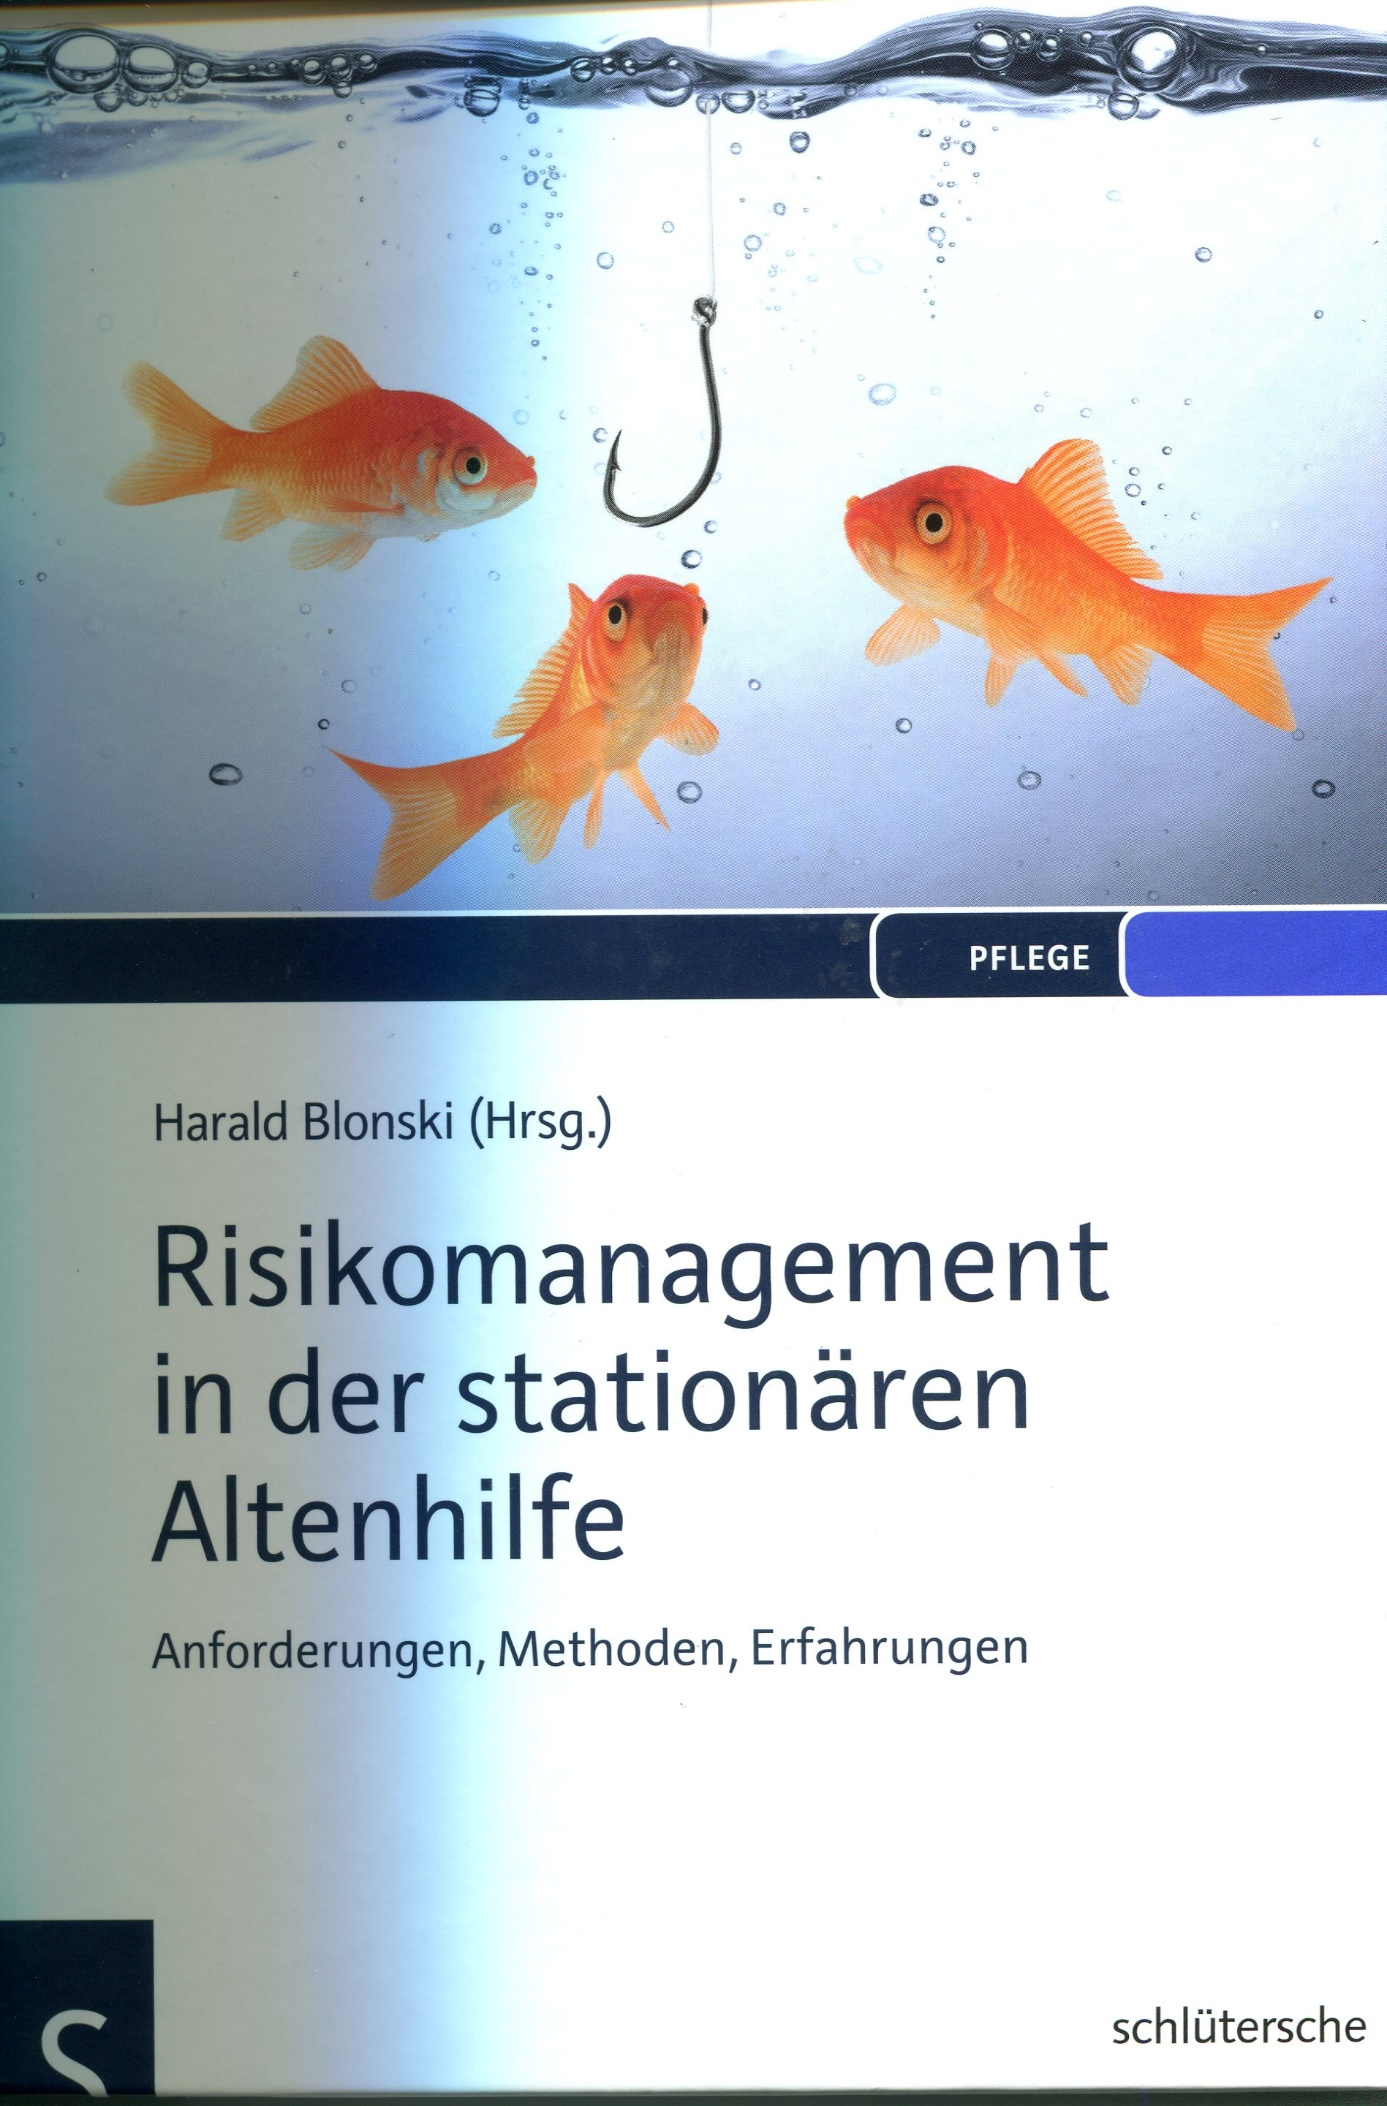 PFLEGE
Harald Blonski (Hrsg.)
Risikomanagement
in der stationären
Altenhilfe
Anforderungen, Methoden, Erfahrungen
schlütersche
S